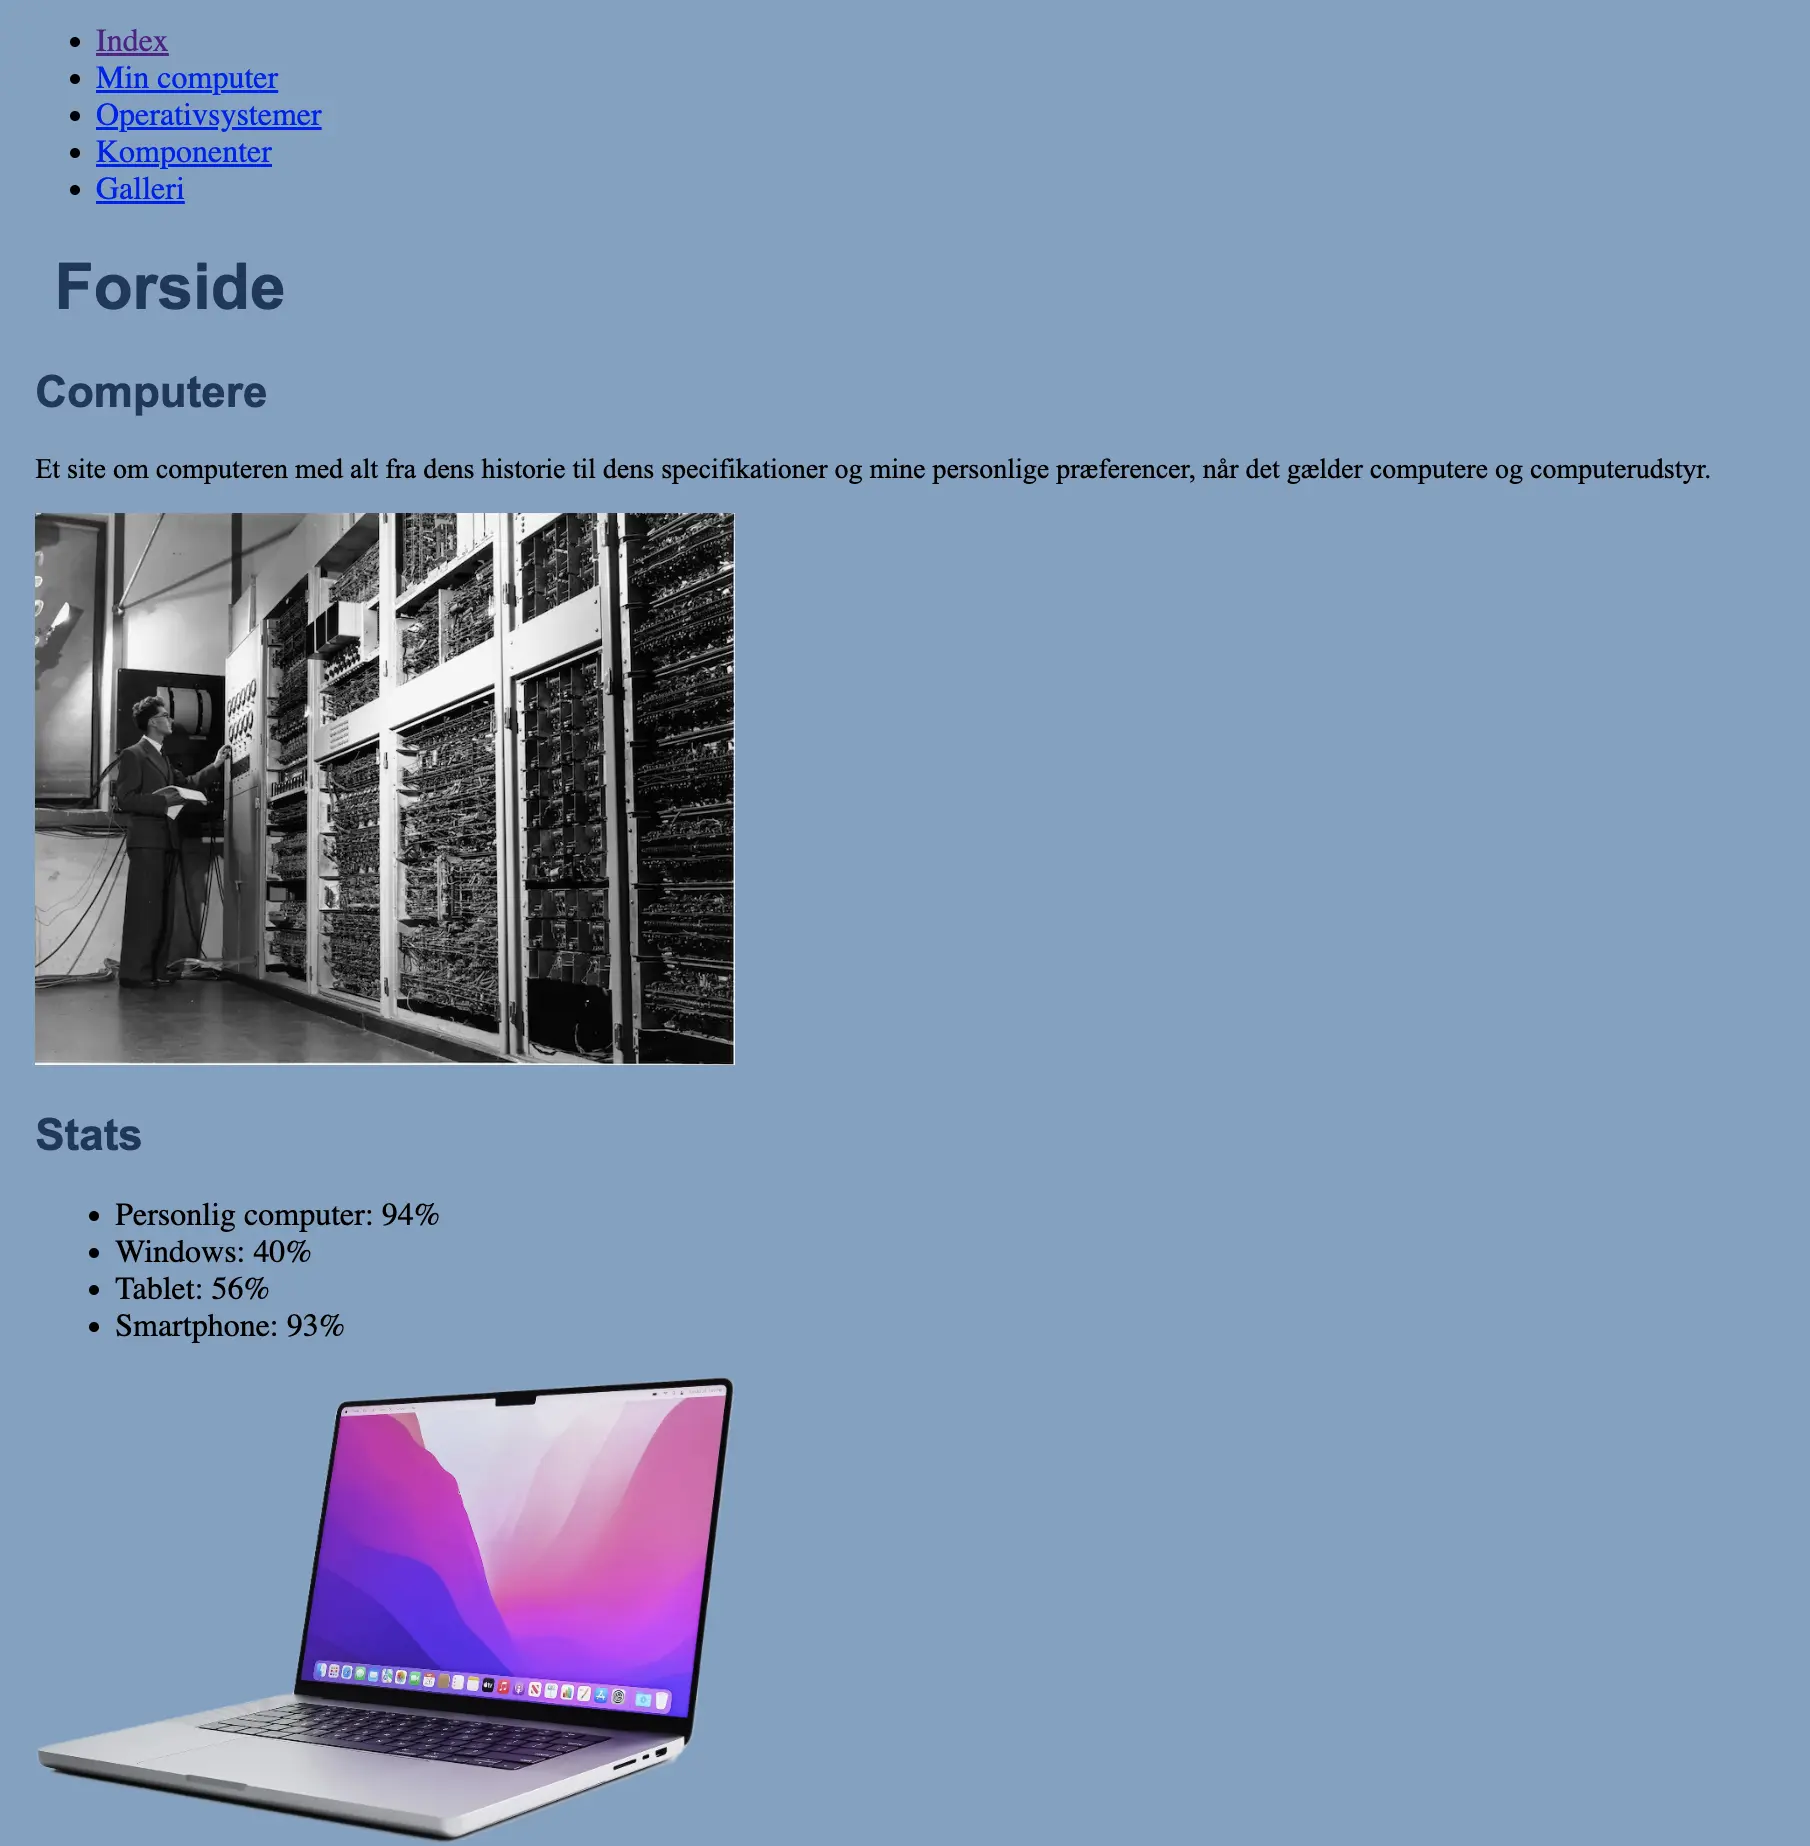 Index
Min computer
Operativsystemer
Komponenter
Galleri
Forside
Computere
Et site om computeren med alt fra dens historie til dens specifikationer og mine personlige præferencer, når det gælder computere og computerudstyr.
Stats
Personlig computer: 94%
Windows: 40%
Tablet: 56%
Smartphone: 93%